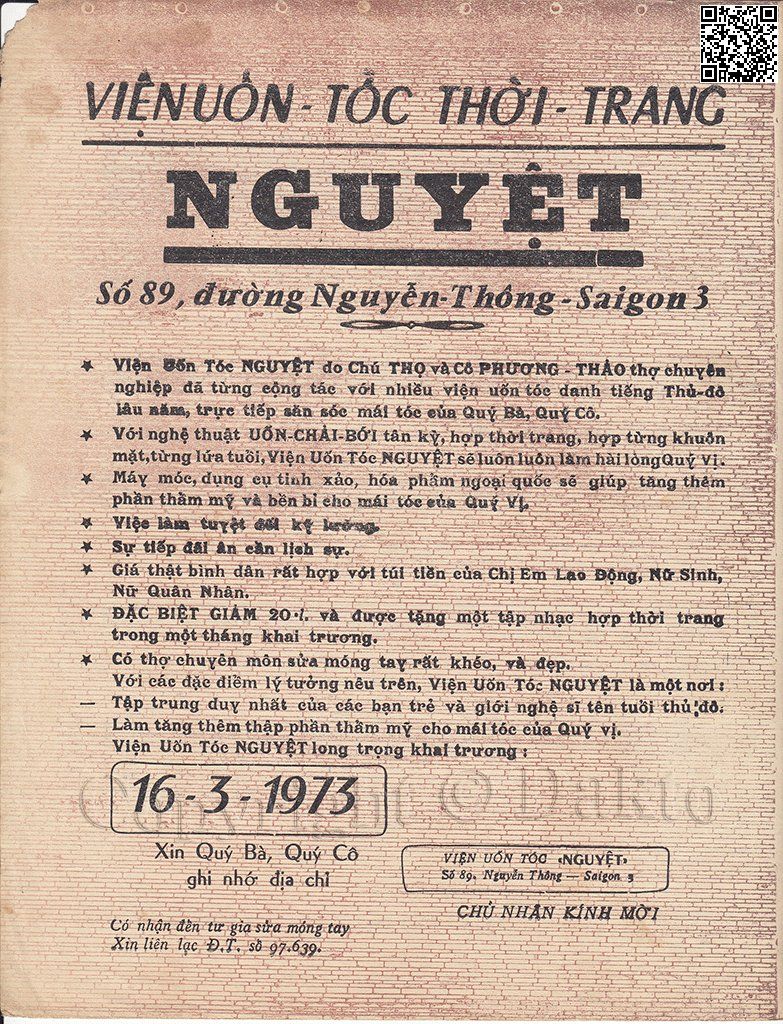 VIỆN UỐN - TÓC THỜI - TRANG
NGUYỆT
Số 89, đường Nguyễn-Thông - Saigon 3
★ Viện Uốn Tóc NGUYỆT do Chú THỌ và Cô PHƯƠNG - THẢO thợ chuyên
nghiệp đã từng cộng tác với nhiều viện uốn tóc danh tiếng Thủ-đô
lâu năm, trực tiếp săn sóc mái tóc của Quý Bà, Quý Cô.
★ Với nghệ thuật UỐN-CHẢI-BỚI tân kỳ, hợp thời trang, hợp từng khuôn
mặt, từng lứa tuổi, Viện Uốn Tóc NGUYỆT sẽ luôn luôn làm hài lòng Quý Vị.
★ Máy móc, dụng cụ tinh xảo, hóa phẩm ngoại quốc sẽ giúp tăng thêm
phần thẩm mỹ và bền bỉ cho mái tóc của Quý Vị.
★ Việc làm tuyệt đối kỹ lưỡng.
★ Sự tiếp đãi ân cần lịch sự.
★ Giá thật bình dân rất hợp với túi tiền của Chị Em Lao Động, Nữ Sinh,
Nữ Quân Nhân.
★ ĐẶC BIỆT GIẢM 20·/. và được tặng một tập nhạc hợp thời trang
trong một tháng khai trương.
★ Có thợ chuyên môn sửa móng tay rất khéo, và đẹp.
Với các đặc điểm lý tưởng nêu trên, Viện Uốn Tóc NGUYỆT là một nơi :
— Tập trung duy nhất của các bạn trẻ và giới nghệ sĩ tên tuổi thủ đô.
— Làm tăng thêm thập phần thẩm mỹ cho mái tóc của Quý vị.
Viện Uốn Tóc NGUYỆT long trọng khai trương :
16 - 3 - 1973
Copyright © Dakto
Xin Quý Bà, Quý Cô
ghi nhớ địa chỉ
VIỆN UỐN TÓC «NGUYỆT»
Số 89, Nguyễn Thông — Saigon 3
CHỦ NHÂN KÍNH MỜI
Có nhận đến tư gia sửa móng tay
Xin liên lạc Đ.T. số 97.639.